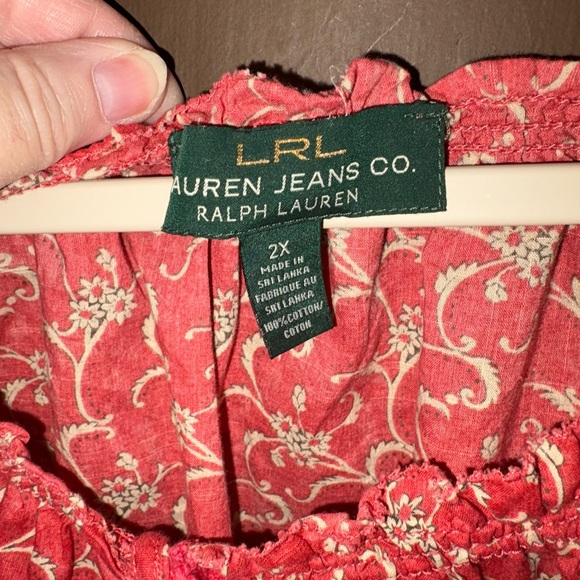 LRL
AUREN JEANS CO.
RALPH LAUREN
2X
MADE IN
SRI LANKA
FABRIQUE AU
SRI LANKA
100% COTTON/
COTON